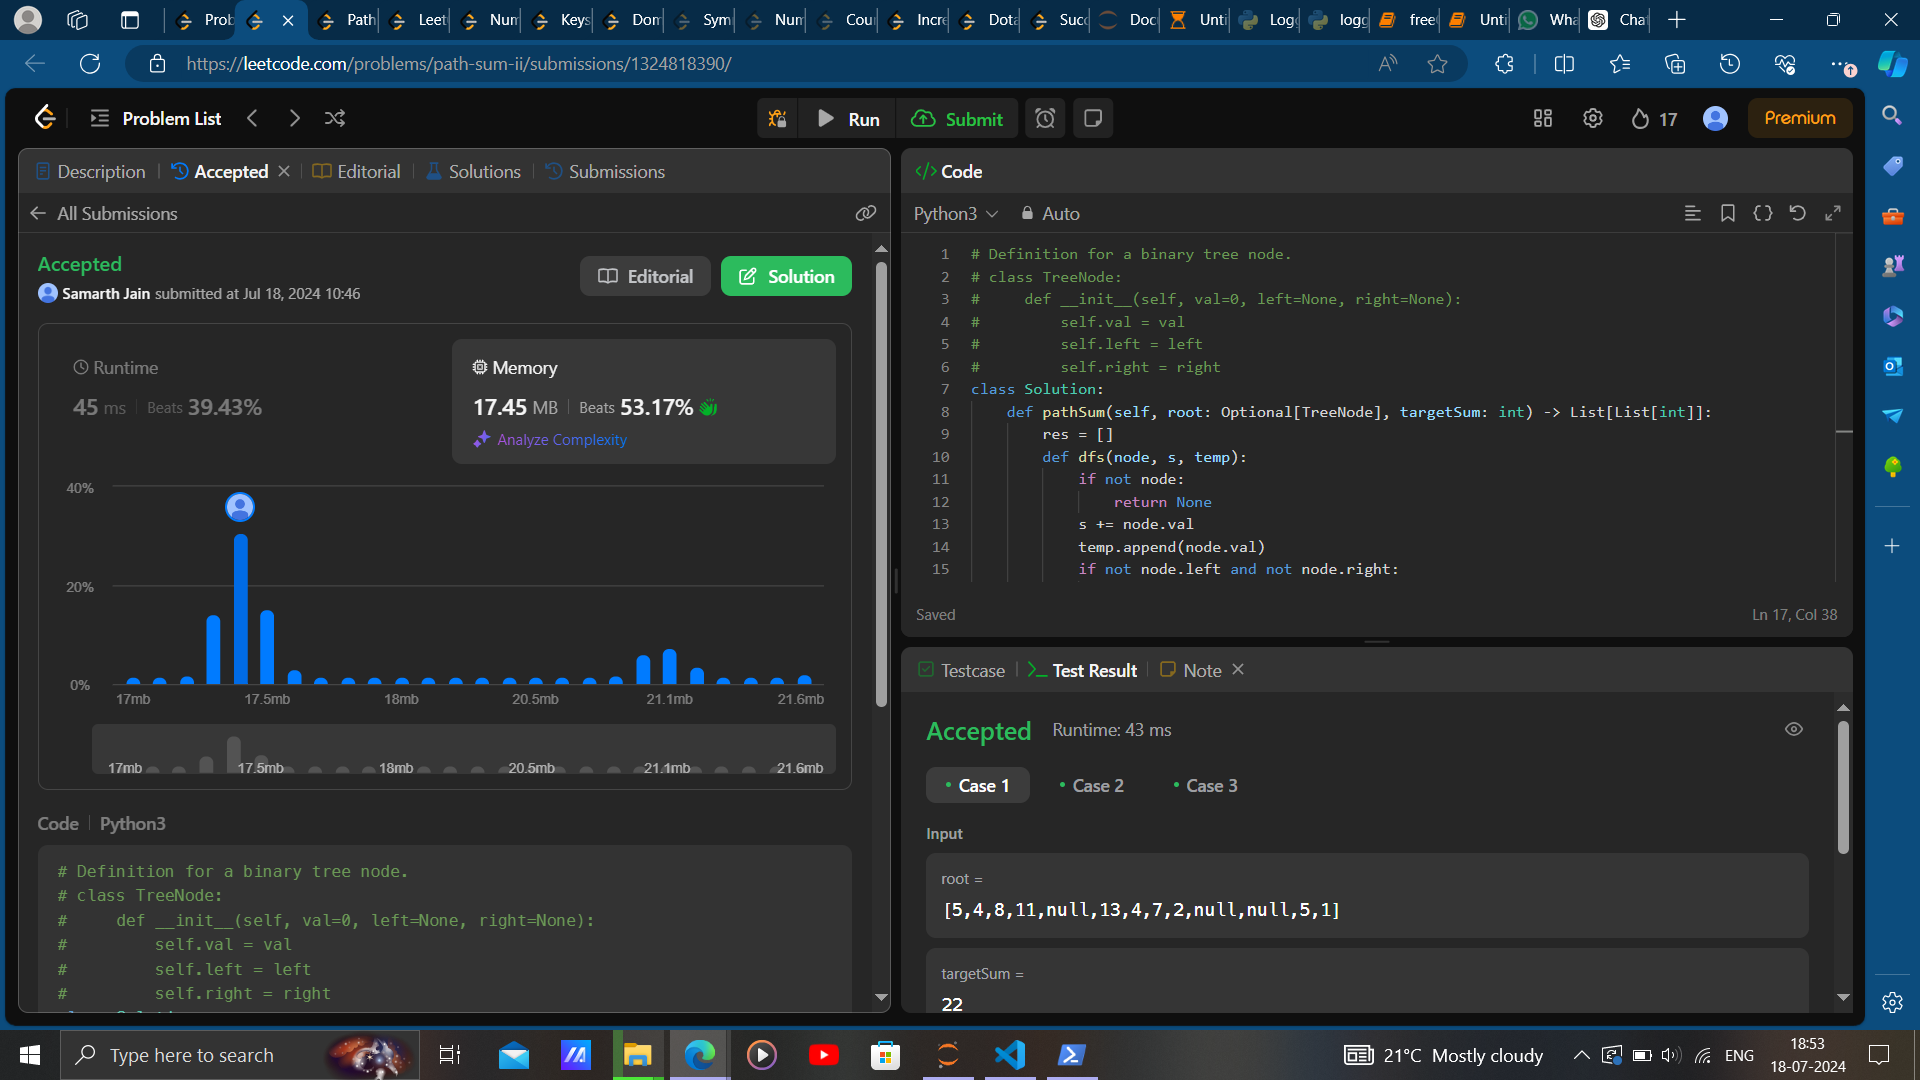 Prob
Path
Leet
Num
Keys
Dom
Sym
Num
Cour
Incre
Dota
Succ
Doc
Unti
Logg
logg
free
Unti
Wha
Chat
https://leetcode.com/problems/path-sum-ii/submissions/1324818390/
Problem List
Run
Submit
17
Premium
Description
Accepted
Editorial
Solutions
Submissions
All Submissions
Accepted
Samarth Jain submitted at Jul 18, 2024 10:46
Editorial
Solution
Runtime
45 ms
Beats 39.43%
Memory
17.45 MB
Beats 53.17%
Analyze Complexity
40%
20%
0%
17mb 17.5mb 18mb 20.5mb 21.1mb 21.6mb
17mb 17.5mb 18mb 20.5mb 21.1mb 21.6mb
Code
Python3
# Definition for a binary tree node.
# class TreeNode:
#     def __init__(self, val=0, left=None, right=None):
#         self.val = val
#         self.left = left
#         self.right = right
</> Code
Python3
Auto
1 # Definition for a binary tree node.
2 # class TreeNode:
3 #     def __init__(self, val=0, left=None, right=None):
4 #         self.val = val
5 #         self.left = left
6 #         self.right = right
7 class Solution:
8     def pathSum(self, root: Optional[TreeNode], targetSum: int) -> List[List[int]]:
9         res = []
10         def dfs(node, s, temp):
11             if not node:
12                 return None
13             s += node.val
14             temp.append(node.val)
15             if not node.left and not node.right:
Saved
Ln 17, Col 38
Testcase
Test Result
Note
Accepted
Runtime: 43 ms
Case 1
Case 2
Case 3
Input
root =
[5,4,8,11,null,13,4,7,2,null,null,5,1]
targetSum =
22
Type here to search
21°C Mostly cloudy
ENG
18:53
18-07-2024